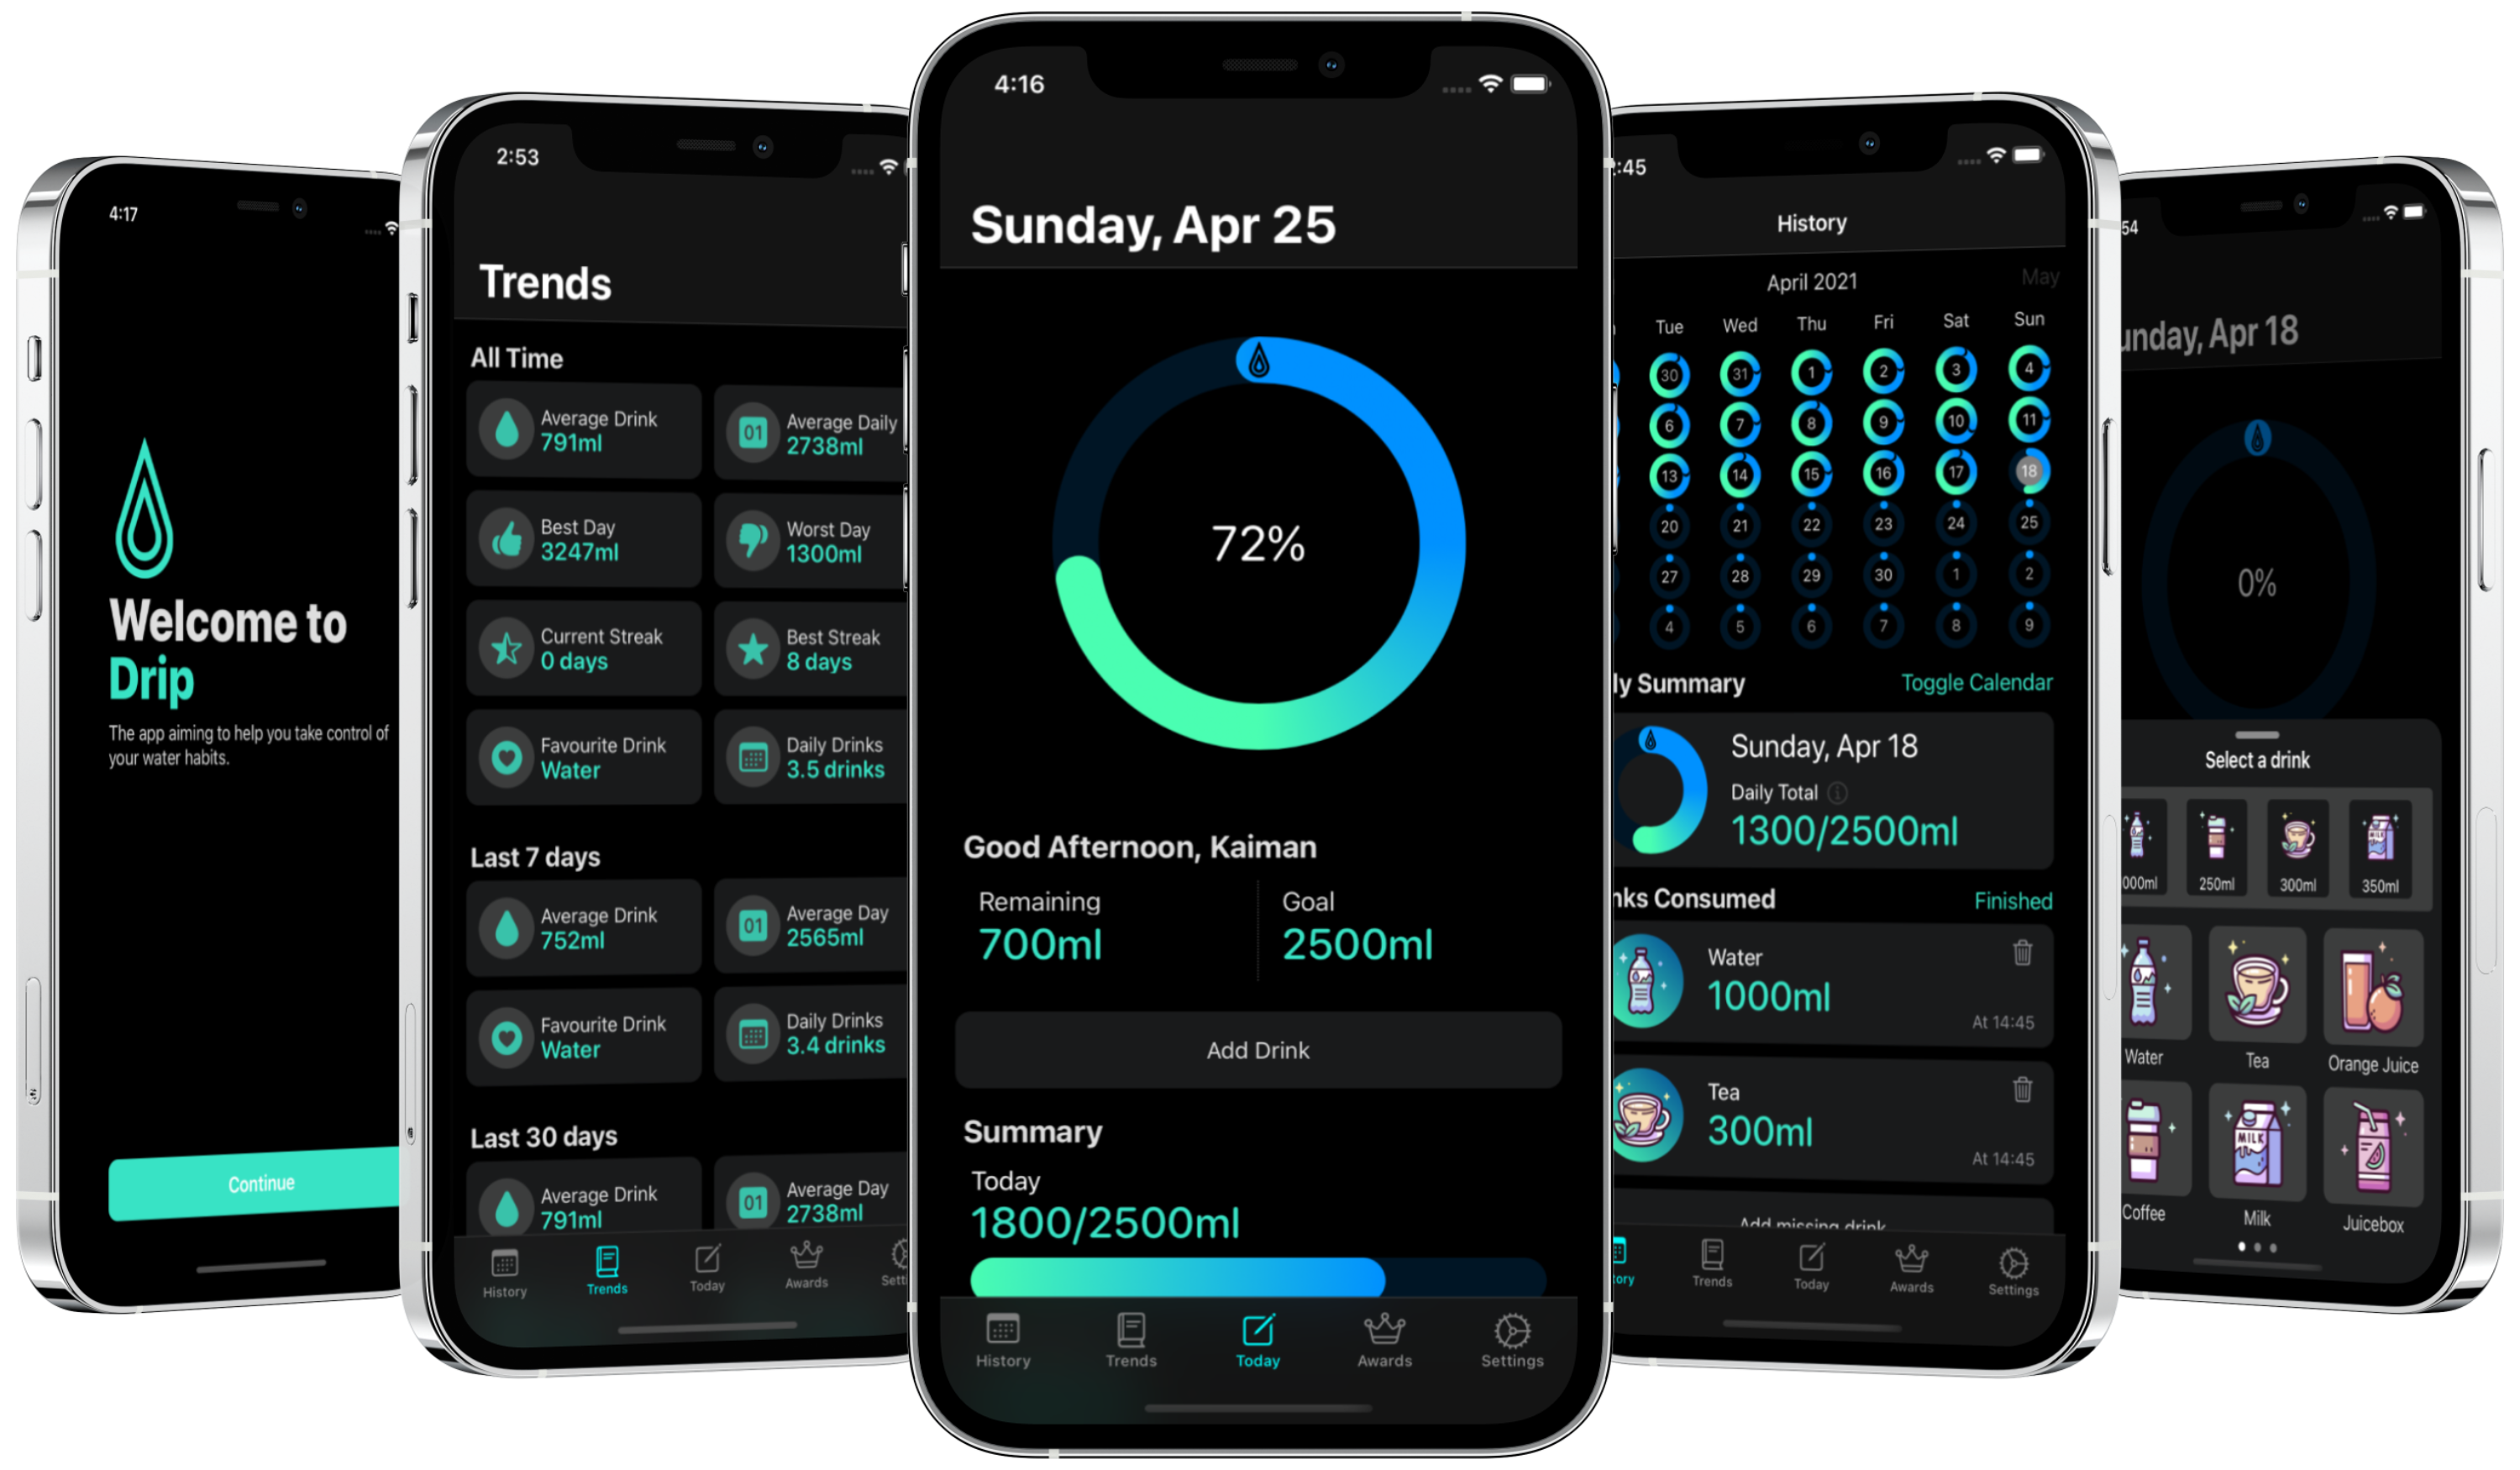 4:17
Welcome to
Drip
The app aiming to help you take control of
your water habits.
Continue
2:53
Trends
All Time
Average Drink
791ml
Average Daily
2738ml
Best Day
3247ml
Worst Day
1300ml
Current Streak
0 days
Best Streak
8 days
Favourite Drink
Water
Daily Drinks
3.5 drinks
Last 7 days
Average Drink
752ml
Average Day
2565ml
Favourite Drink
Water
Daily Drinks
3.4 drinks
Last 30 days
Average Drink
791ml
Average Day
2738ml
History
Trends
Today
Awards
4:16
Sunday, Apr 25
72%
Good Afternoon, Kaiman
Remaining
700ml
Goal
2500ml
Add Drink
Summary
Today
1800/2500ml
History
Trends
Today
Awards
Settings
:45
History
April 2021
May
Tue Wed Thu Fri Sat Sun
30 31 1 2 3 4
6 7 8 9 10 11
13 14 15 16 17 18
20 21 22 23 24 25
27 28 29 30 1 2
4 5 6 7 8 9
ly Summary
Toggle Calendar
Sunday, Apr 18
Daily Total
1300/2500ml
nks Consumed
Finished
Water
1000ml
At 14:45
Tea
300ml
At 14:45
Add missing drink
tory
Trends
Today
Awards
Settings
54
unday, Apr 18
0%
Select a drink
000ml
250ml
300ml
MILK
350ml
Water
Tea
Orange Juice
Coffee
MILK
Milk
Juicebox